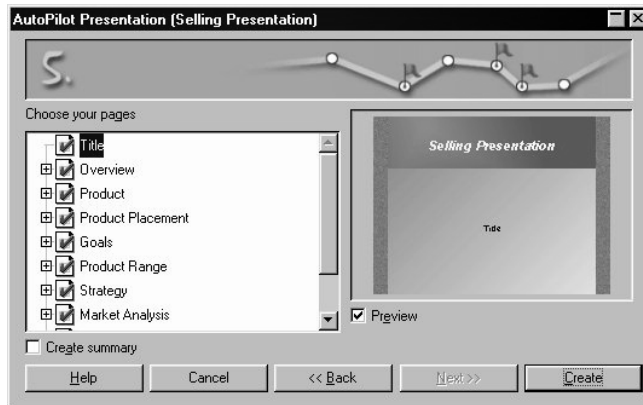 AutoPilot Presentation (Selling Presentation)
5.
Choose your pages
Title
Overview
Product
Product Placement
Goals
Product Range
Strategy
Market Analysis
Selling Presentation
Title
Preview
Create summary
Help
Cancel
<< Back
Next >>
Create